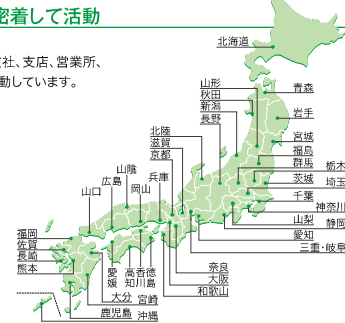 密着して活動
社、支店、営業所、
動しています。
北海道
山形
秋田
新潟
長野
青森
岩手
宮城
福島
群馬
栃木
茨城
埼玉
千葉
神奈川
山梨
静岡
愛知
三重・岐阜
北陸
滋賀
京都
兵庫
山陰
岡山
広島
山口
福岡
佐賀
長崎
熊本
愛媛
高知
香川
徳島
奈良
大阪
和歌山
大分
宮崎
鹿児島
沖縄